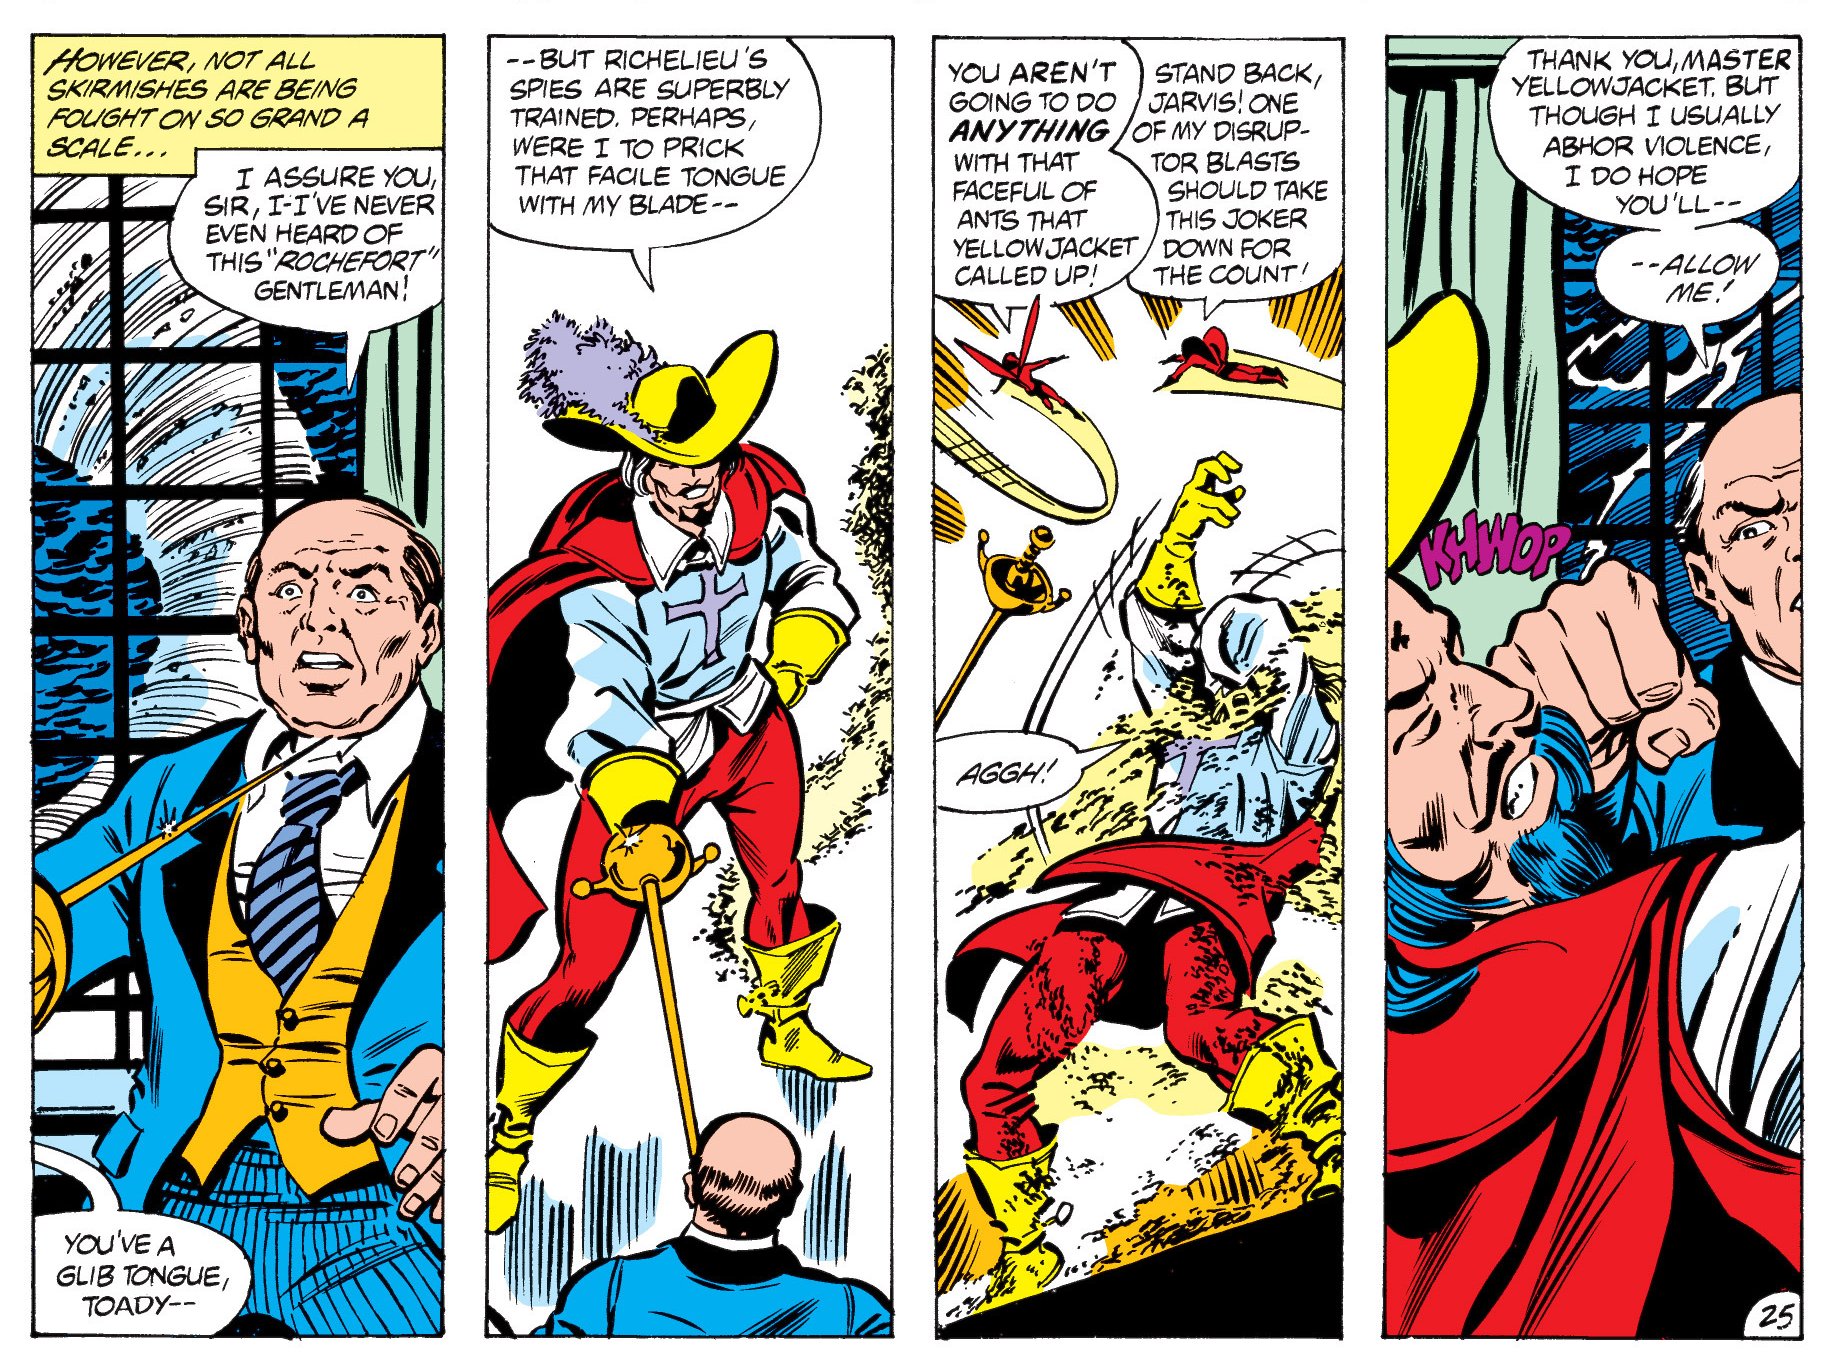 HOWEVER, NOT ALL
SKIRMISHES ARE BEING
FOUGHT ON SO GRAND A
SCALE...
I ASSURE YOU,
SIR, I-I'VE NEVER
EVEN HEARD OF
THIS "ROCHEFORT"
GENTLEMAN!
YOU'VE A
GLIB TONGUE,
TOADY--
--BUT RICHELIEU'S
SPIES ARE SUPERBLY
TRAINED. PERHAPS,
WERE I TO PRICK
THAT FACILE TONGUE
WITH MY BLADE--
YOU AREN'T
GOING TO DO
ANYTHING
WITH THAT
FACEFUL OF
ANTS THAT
YELLOWJACKET
CALLED UP!
STAND BACK,
JARVIS! ONE
OF MY DISRUP-
TOR BLASTS
SHOULD TAKE
THIS JOKER
DOWN FOR
THE COUNT!
AGGH!
THANK YOU, MASTER
YELLOWJACKET. BUT
THOUGH I USUALLY
ABHOR VIOLENCE,
I DO HOPE
YOU'LL--
--ALLOW
ME!
KHWOP
25